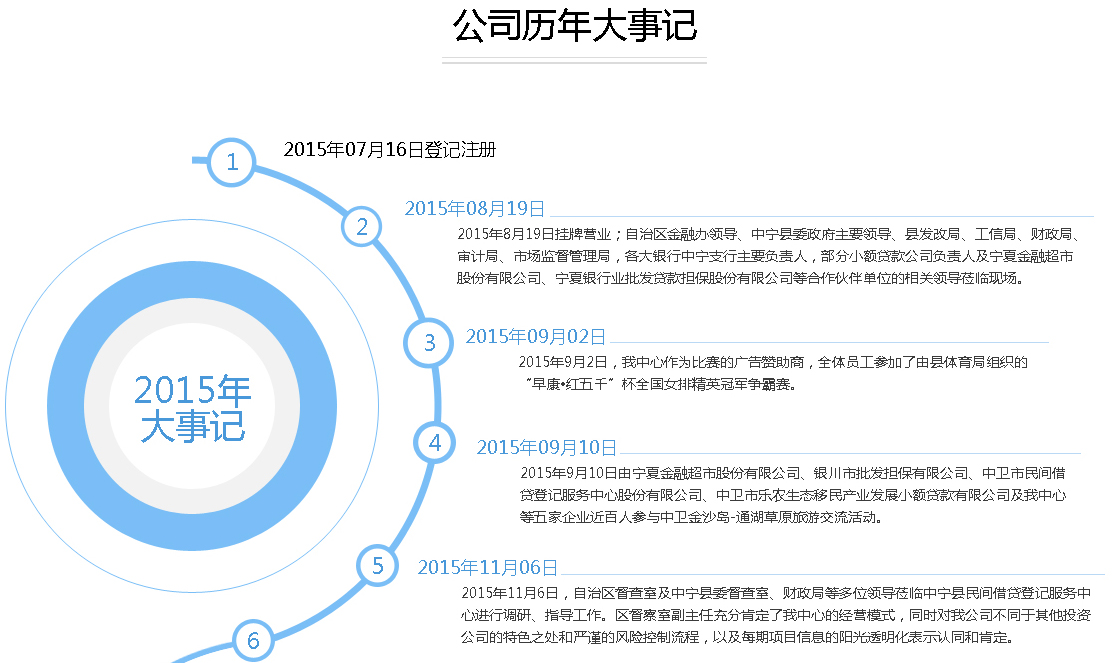 公司历年大事记
1
2015年07月16日登记注册
2
2015年08月19日
2015年8月19日挂牌营业；自治区金融办领导、中宁县委政府主要领导、县发改局、工信局、财政局、
审计局、市场监督管理局，各大银行中宁支行主要负责人，部分小额贷款公司负责人及宁夏金融超市
股份有限公司、宁夏银行业批发贷款担保股份有限公司等合作伙伴单位的相关领导莅临现场。
3
2015年09月02日
2015年9月2日，我中心作为比赛的广告赞助商，全体员工参加了由县体育局组织的
“早康•红五千”杯全国女排精英冠军争霸赛。
2015年
大事记
4
2015年09月10日
2015年9月10日由宁夏金融超市股份有限公司、银川市批发担保有限公司、中卫市民间借
贷登记服务中心股份有限公司、中卫市乐农生态移民产业发展小额贷款有限公司及我中心
等五家企业近百人参与中卫金沙岛-通湖草原旅游交流活动。
5
2015年11月06日
2015年11月6日，自治区督查室及中宁县委督查室、财政局等多位领导莅临中宁县民间借贷登记服务中
心进行调研、指导工作。区督察室副主任充分肯定了我中心的经营模式，同时对我公司不同于其他投资
公司的特色之处和严谨的风险控制流程，以及每期项目信息的阳光透明化表示认同和肯定。
6